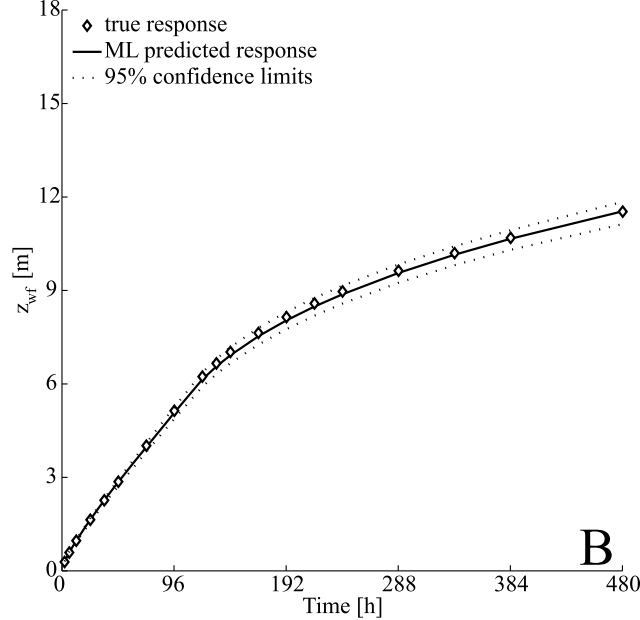 18
true response
ML predicted response
95% confidence limits
15
12
z_wf [m]
9
6
3
0
B
0 96 192 288 384 480
Time [h]